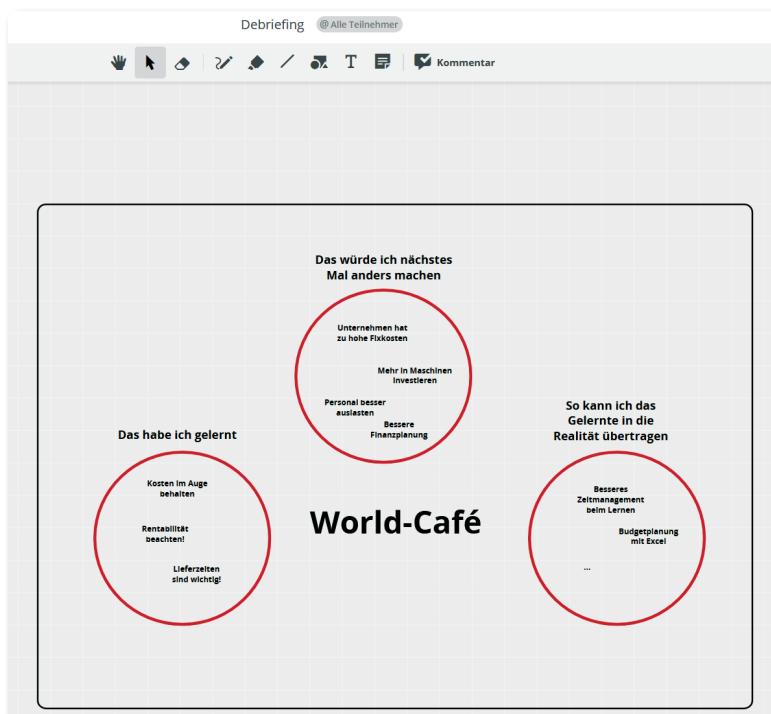 Debriefing @ Alle Teilnehmer
Kommentar
Das würde ich nächstes
Mal anders machen
Unternehmen hat
zu hohe Fixkosten
Mehr in Maschinen
investieren
Personal besser
auslasten
Bessere
Finanzplanung
Das habe ich gelernt
Kosten im Auge
behalten
Rentabilität
beachten!
Lieferzeiten
sind wichtig!
World-Café
So kann ich das
Gelernte in die
Realität übertragen
Besseres
Zeitmanagement
beim Lernen
Budgetplanung
mit Excel
...